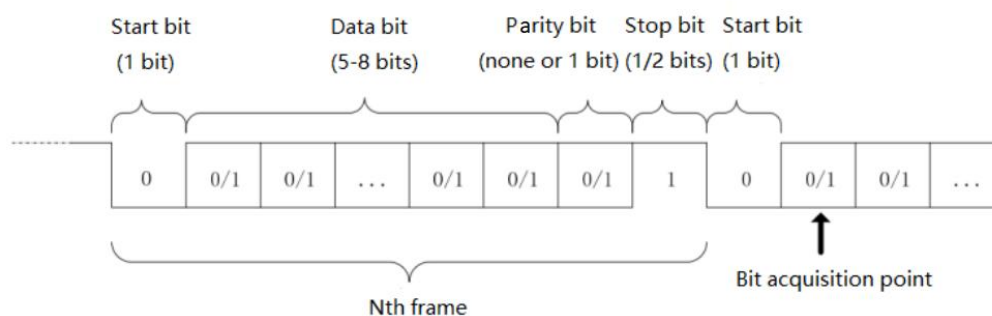 Start bit Data bit Parity bit Stop bit Start bit
(1 bit) (5-8 bits) (none or 1 bit) (1/2 bits) (1 bit)
0 0/1 0/1 ... 0/1 0/1 0/1 1 0 0/1 0/1 ...
Bit acquisition point
Nth frame